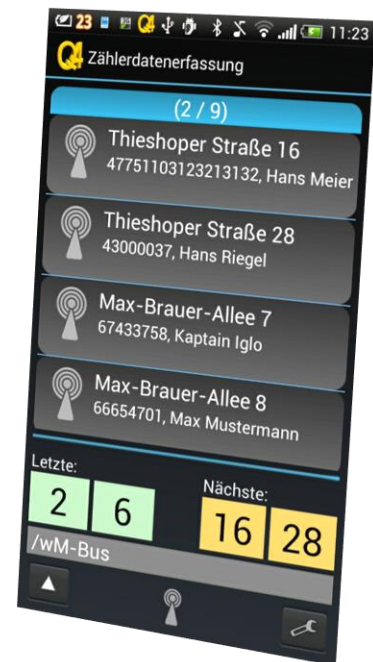 23 Q4 11:23
Q4 Zählerdatenerfassung
(2 / 9)
Thieshoper Straße 16
47751103123213132, Hans Meier
Thieshoper Straße 28
43000037, Hans Riegel
Max-Brauer-Allee 7
67433758, Kaptain Iglo
Max-Brauer-Allee 8
66654701, Max Mustermann
Letzte: Nächste:
2 6 16 28
/wM-Bus